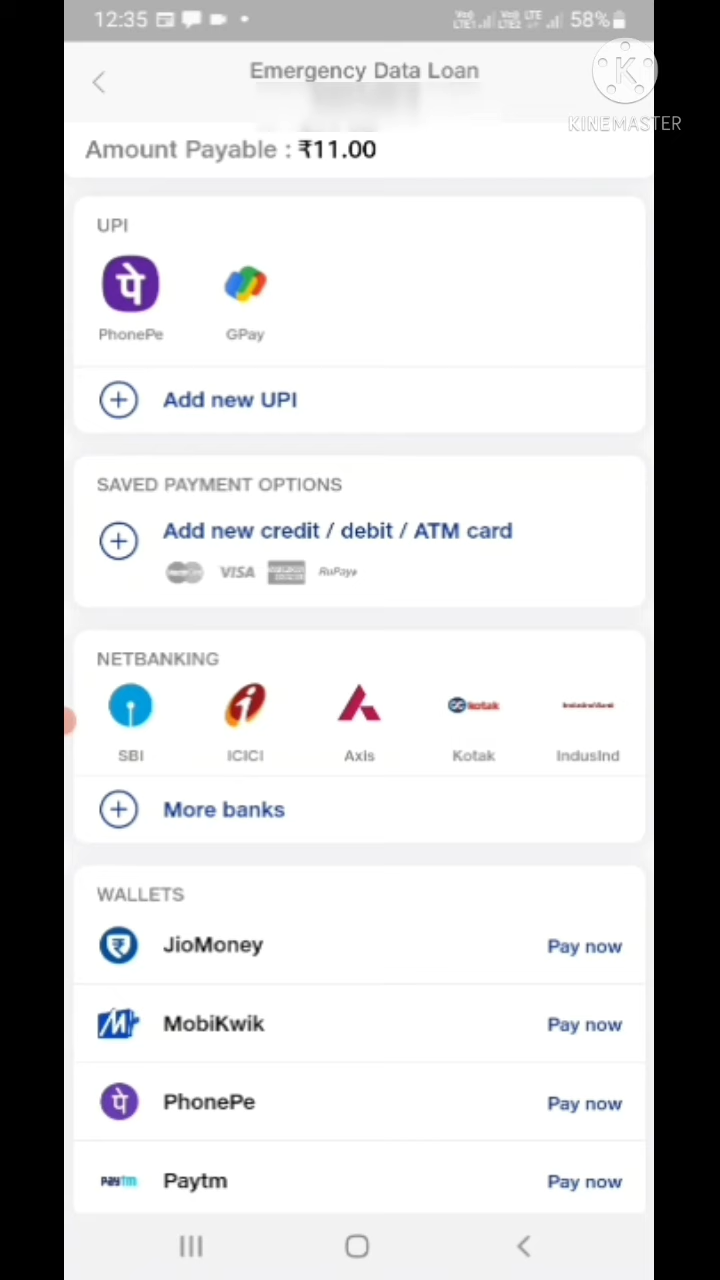 12:35
58%
Emergency Data Loan
KINEMASTER
Amount Payable : ₹11.00
UPI
पे
PhonePe
GPay
Add new UPI
SAVED PAYMENT OPTIONS
Add new credit / debit / ATM card
VISA
RuPay
NETBANKING
SBI
ICICI
Axis
kotak
Kotak
IndusInd
More banks
WALLETS
JioMoney
Pay now
MobiKwik
Pay now
पे
PhonePe
Pay now
paytm
Paytm
Pay now